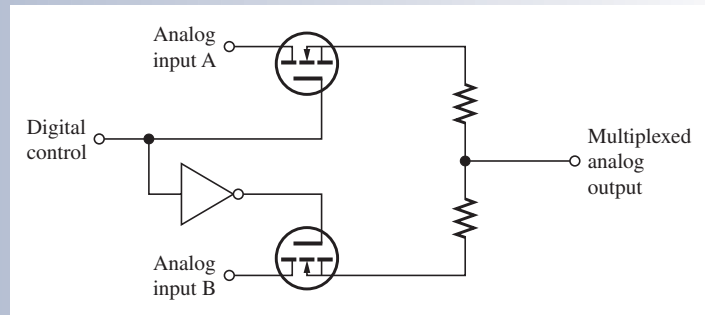 Analog
input A
Digital
control
Multiplexed
analog
output
Analog
input B